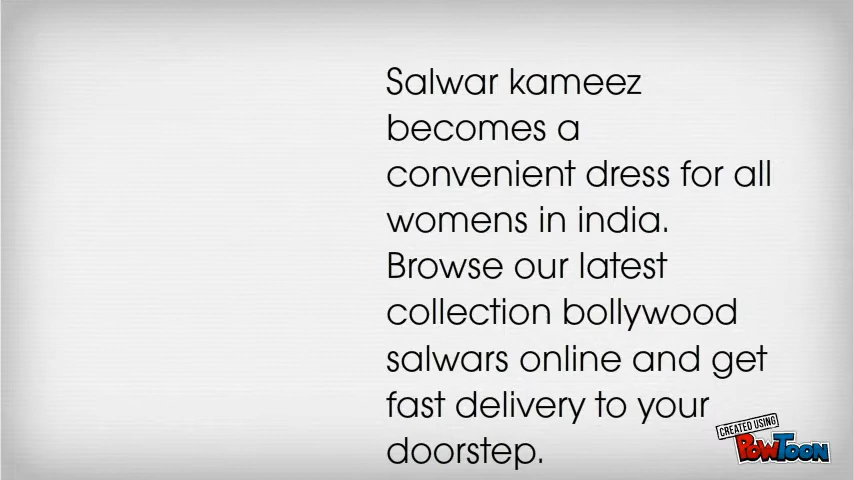 Salwar kameez
becomes a
convenient dress for all
womens in india.
Browse our latest
collection bollywood
salwars online and get
fast delivery to your
doorstep.
CREATED USING
POWTOON